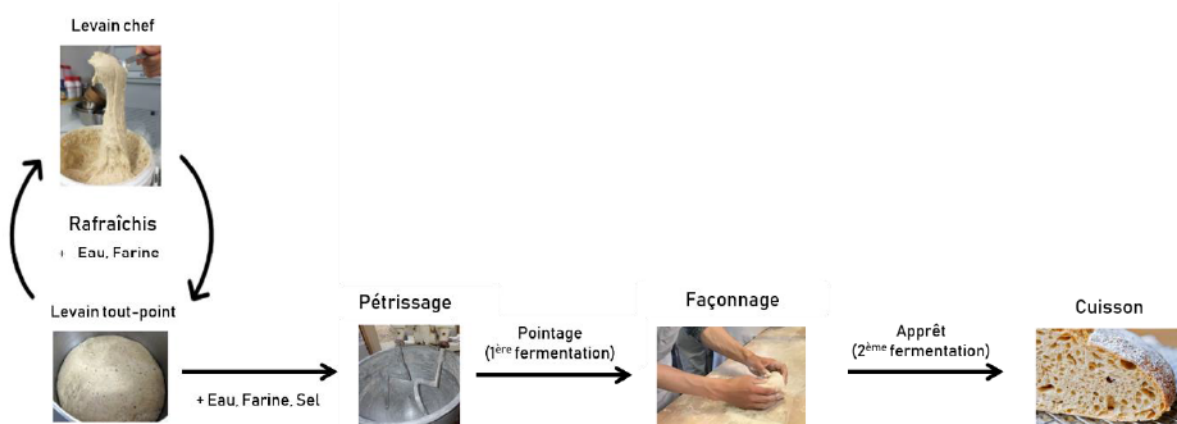 Levain chef
Rafraîchis
+ Eau, Farine
Levain tout-point
+ Eau, Farine, Sel
Pétrissage
Pointage
(1ère fermentation)
Façonnage
Apprêt
(2ème fermentation)
Cuisson